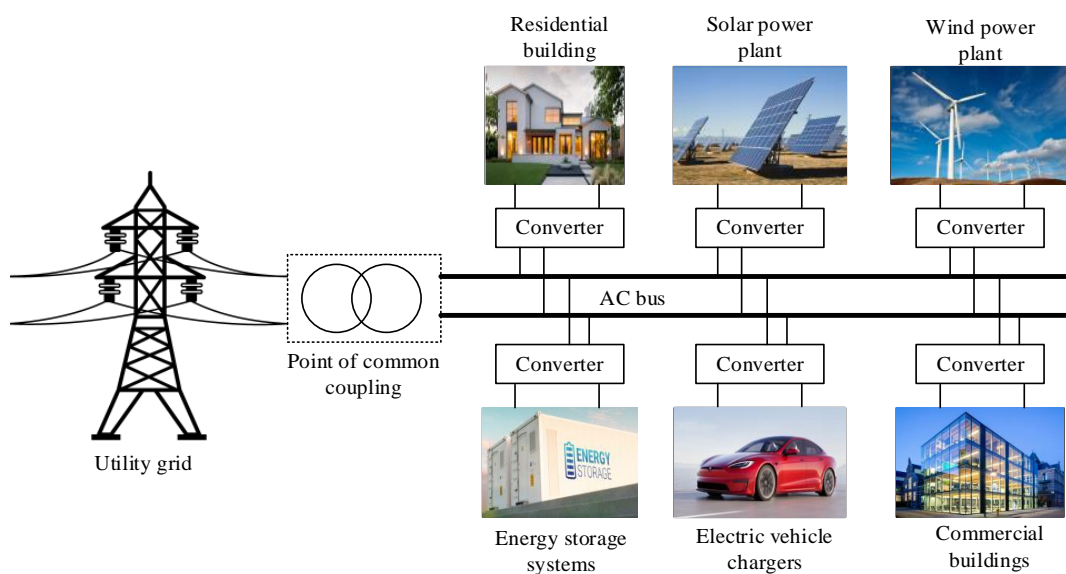 Residential
building
Solar power
plant
Wind power
plant
Converter
Converter
Converter
AC bus
Point of common
coupling
Utility grid
Converter
Converter
Converter
ENERGY
STORAGE
Energy storage
systems
Electric vehicle
chargers
Commercial
buildings